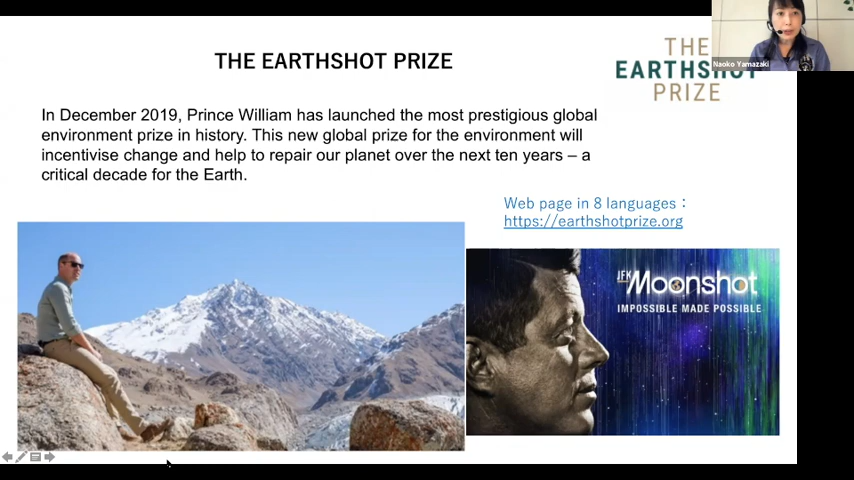 THE EARTHSHOT PRIZE
THE
EARTHSHOT
PRIZE
Naoko Yamazaki
In December 2019, Prince William has launched the most prestigious global
environment prize in history. This new global prize for the environment will
incentivise change and help to repair our planet over the next ten years – a
critical decade for the Earth.
Web page in 8 languages：
https://earthshotprize.org
JFK Moonshot
IMPOSSIBLE MADE POSSIBLE